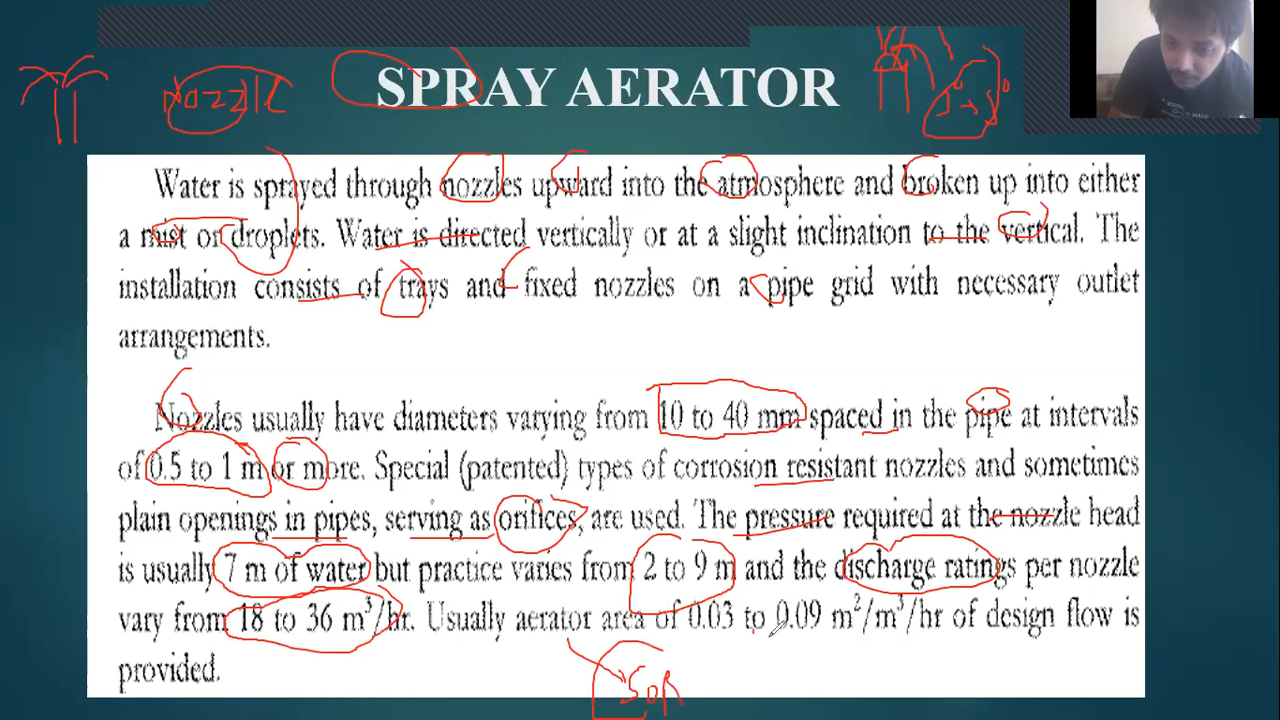 SPRAY AERATOR
Nozzle
Water is sprayed through nozzles upward into the atmosphere and broken up into either
a mist or droplets. Water is directed vertically or at a slight inclination to the vertical. The
installation consists of trays and fixed nozzles on a pipe grid with necessary outlet
arrangements.
Nozzles usually have diameters varying from 10 to 40 mm spaced in the pipe at intervals
of 0.5 to 1 m or more. Special (patented) types of corrosion resistant nozzles and sometimes
plain openings in pipes, serving as orifices, are used. The pressure required at the nozzle head
is usually 7 m of water but practice varies from 2 to 9 m and the discharge ratings per nozzle
vary from 18 to 36 m³/hr. Usually aerator area of 0.03 to 0.09 m²/m³/hr of design flow is
provided.
SOR